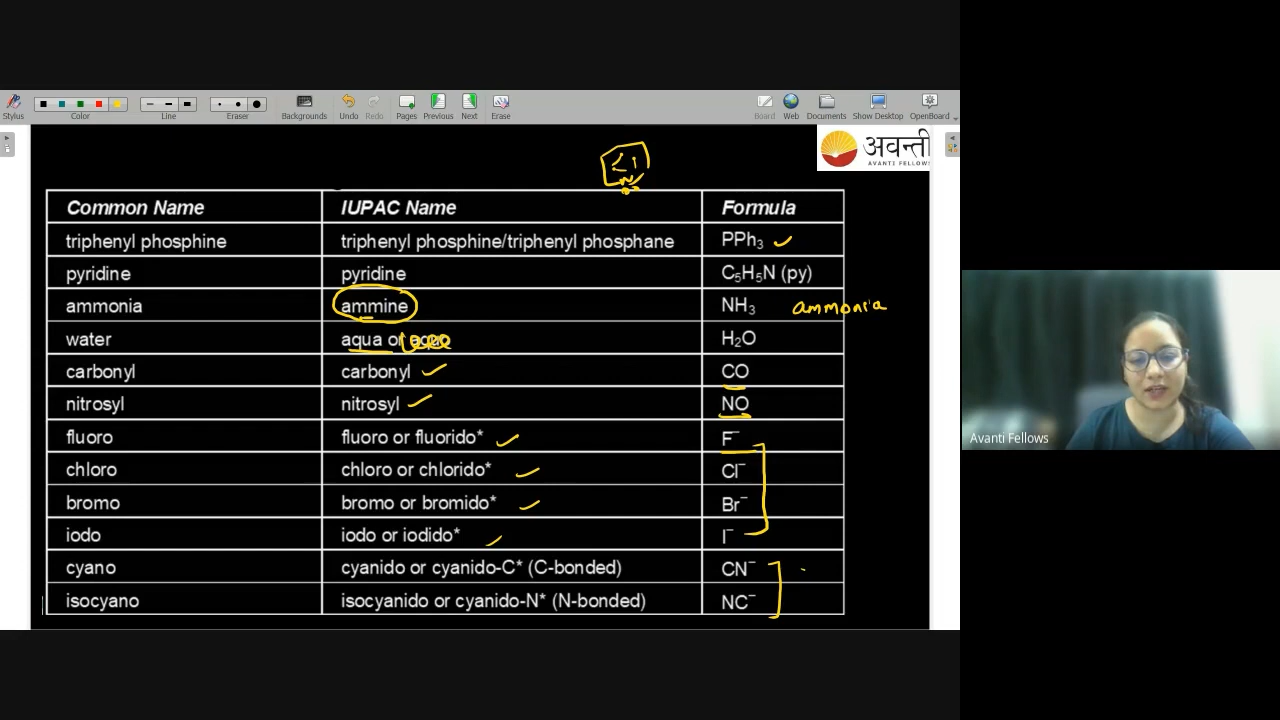 Stylus
Color
Line
Eraser
Backgrounds
Undo
Redo
Pages
Previous
Next
Erase
Board
Web
Documents
Show Desktop
OpenBoard
अवन्ती
AVANTI FELLOWS
N
Common Name IUPAC Name Formula
triphenyl phosphine triphenyl phosphine/triphenyl phosphane PPh₃
pyridine pyridine C₅H₅N (py)
ammonia ammine NH₃ ammonia
water aqua or H₂O
carbonyl carbonyl CO
nitrosyl nitrosyl NO
fluoro fluoro or fluorido* F⁻
chloro chloro or chlorido* Cl⁻
bromo bromo or bromido* Br⁻
iodo iodo or iodido* I⁻
cyano cyanido or cyanido-C* (C-bonded) CN⁻
isocyano isocyanido or cyanido-N* (N-bonded) NC⁻
Avanti Fellows